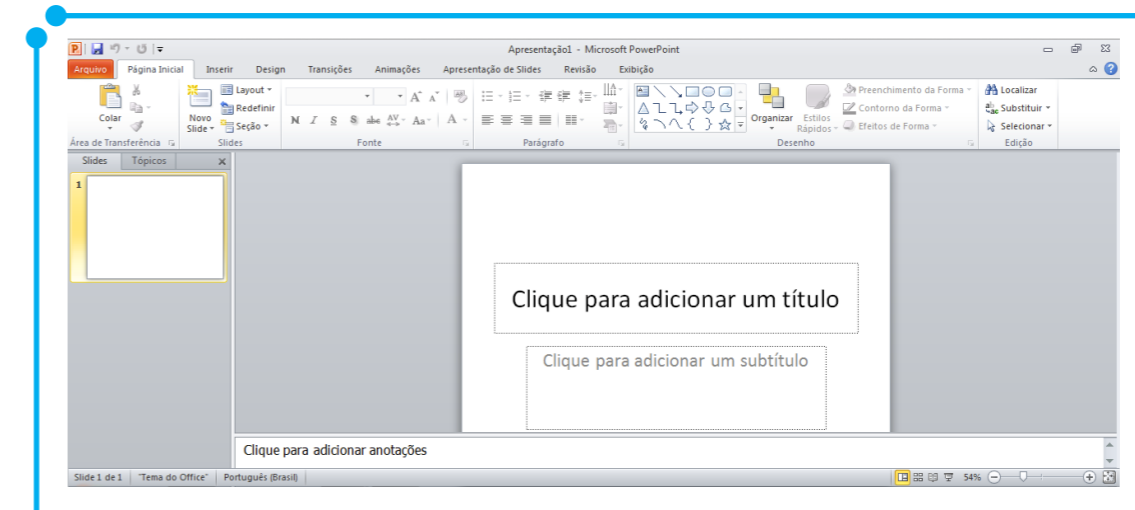 Apresentação1 - Microsoft PowerPoint
Arquivo Página Inicial Inserir Design Transições Animações Apresentação de Slides Revisão Exibição
Colar
Novo Slide
Layout
Redefinir
Seção
N I S S abc AV Aa A
Organizar
Estilos Rápidos
Preenchimento da Forma
Contorno da Forma
Efeitos de Forma
Localizar
Substituir
Selecionar
Área de Transferência Slides Fonte Parágrafo Desenho Edição
Slides Tópicos
1
Clique para adicionar um título
Clique para adicionar um subtítulo
Clique para adicionar anotações
Slide 1 de 1 "Tema do Office" Português (Brasil) 54%